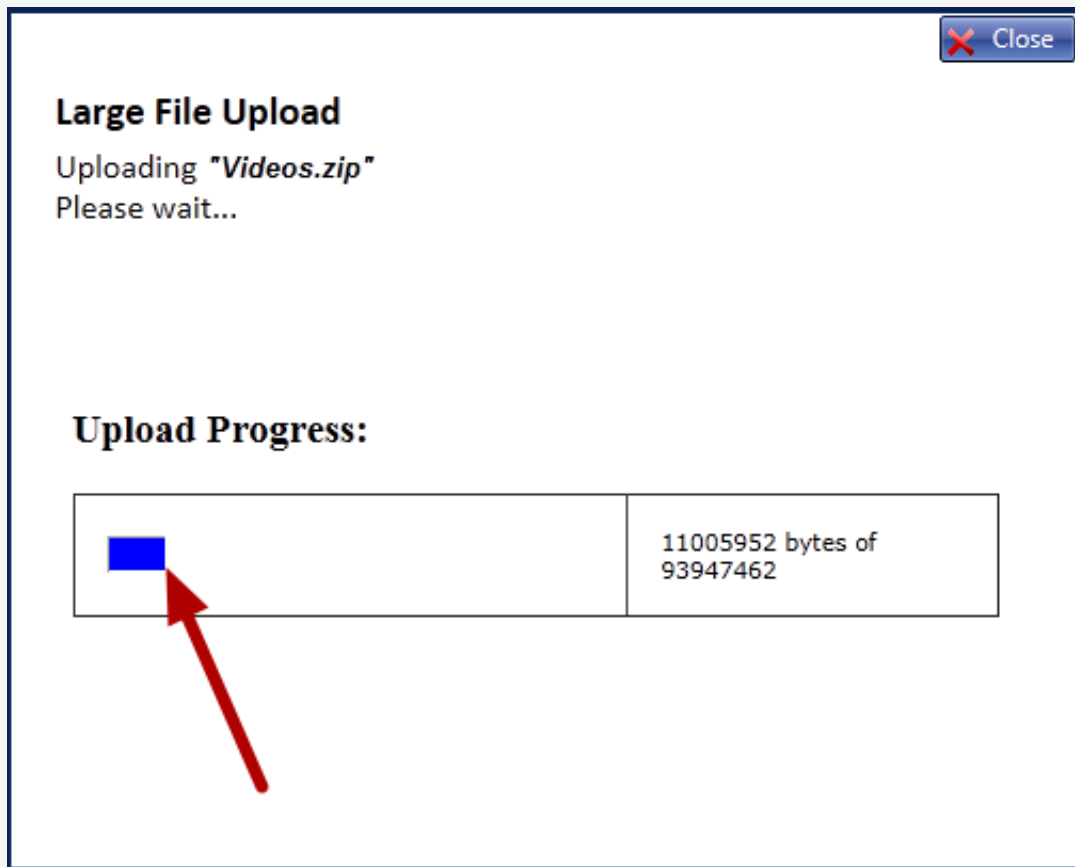 Close
Large File Upload
Uploading "Videos.zip"
Please wait...
Upload Progress:
11005952 bytes of
93947462